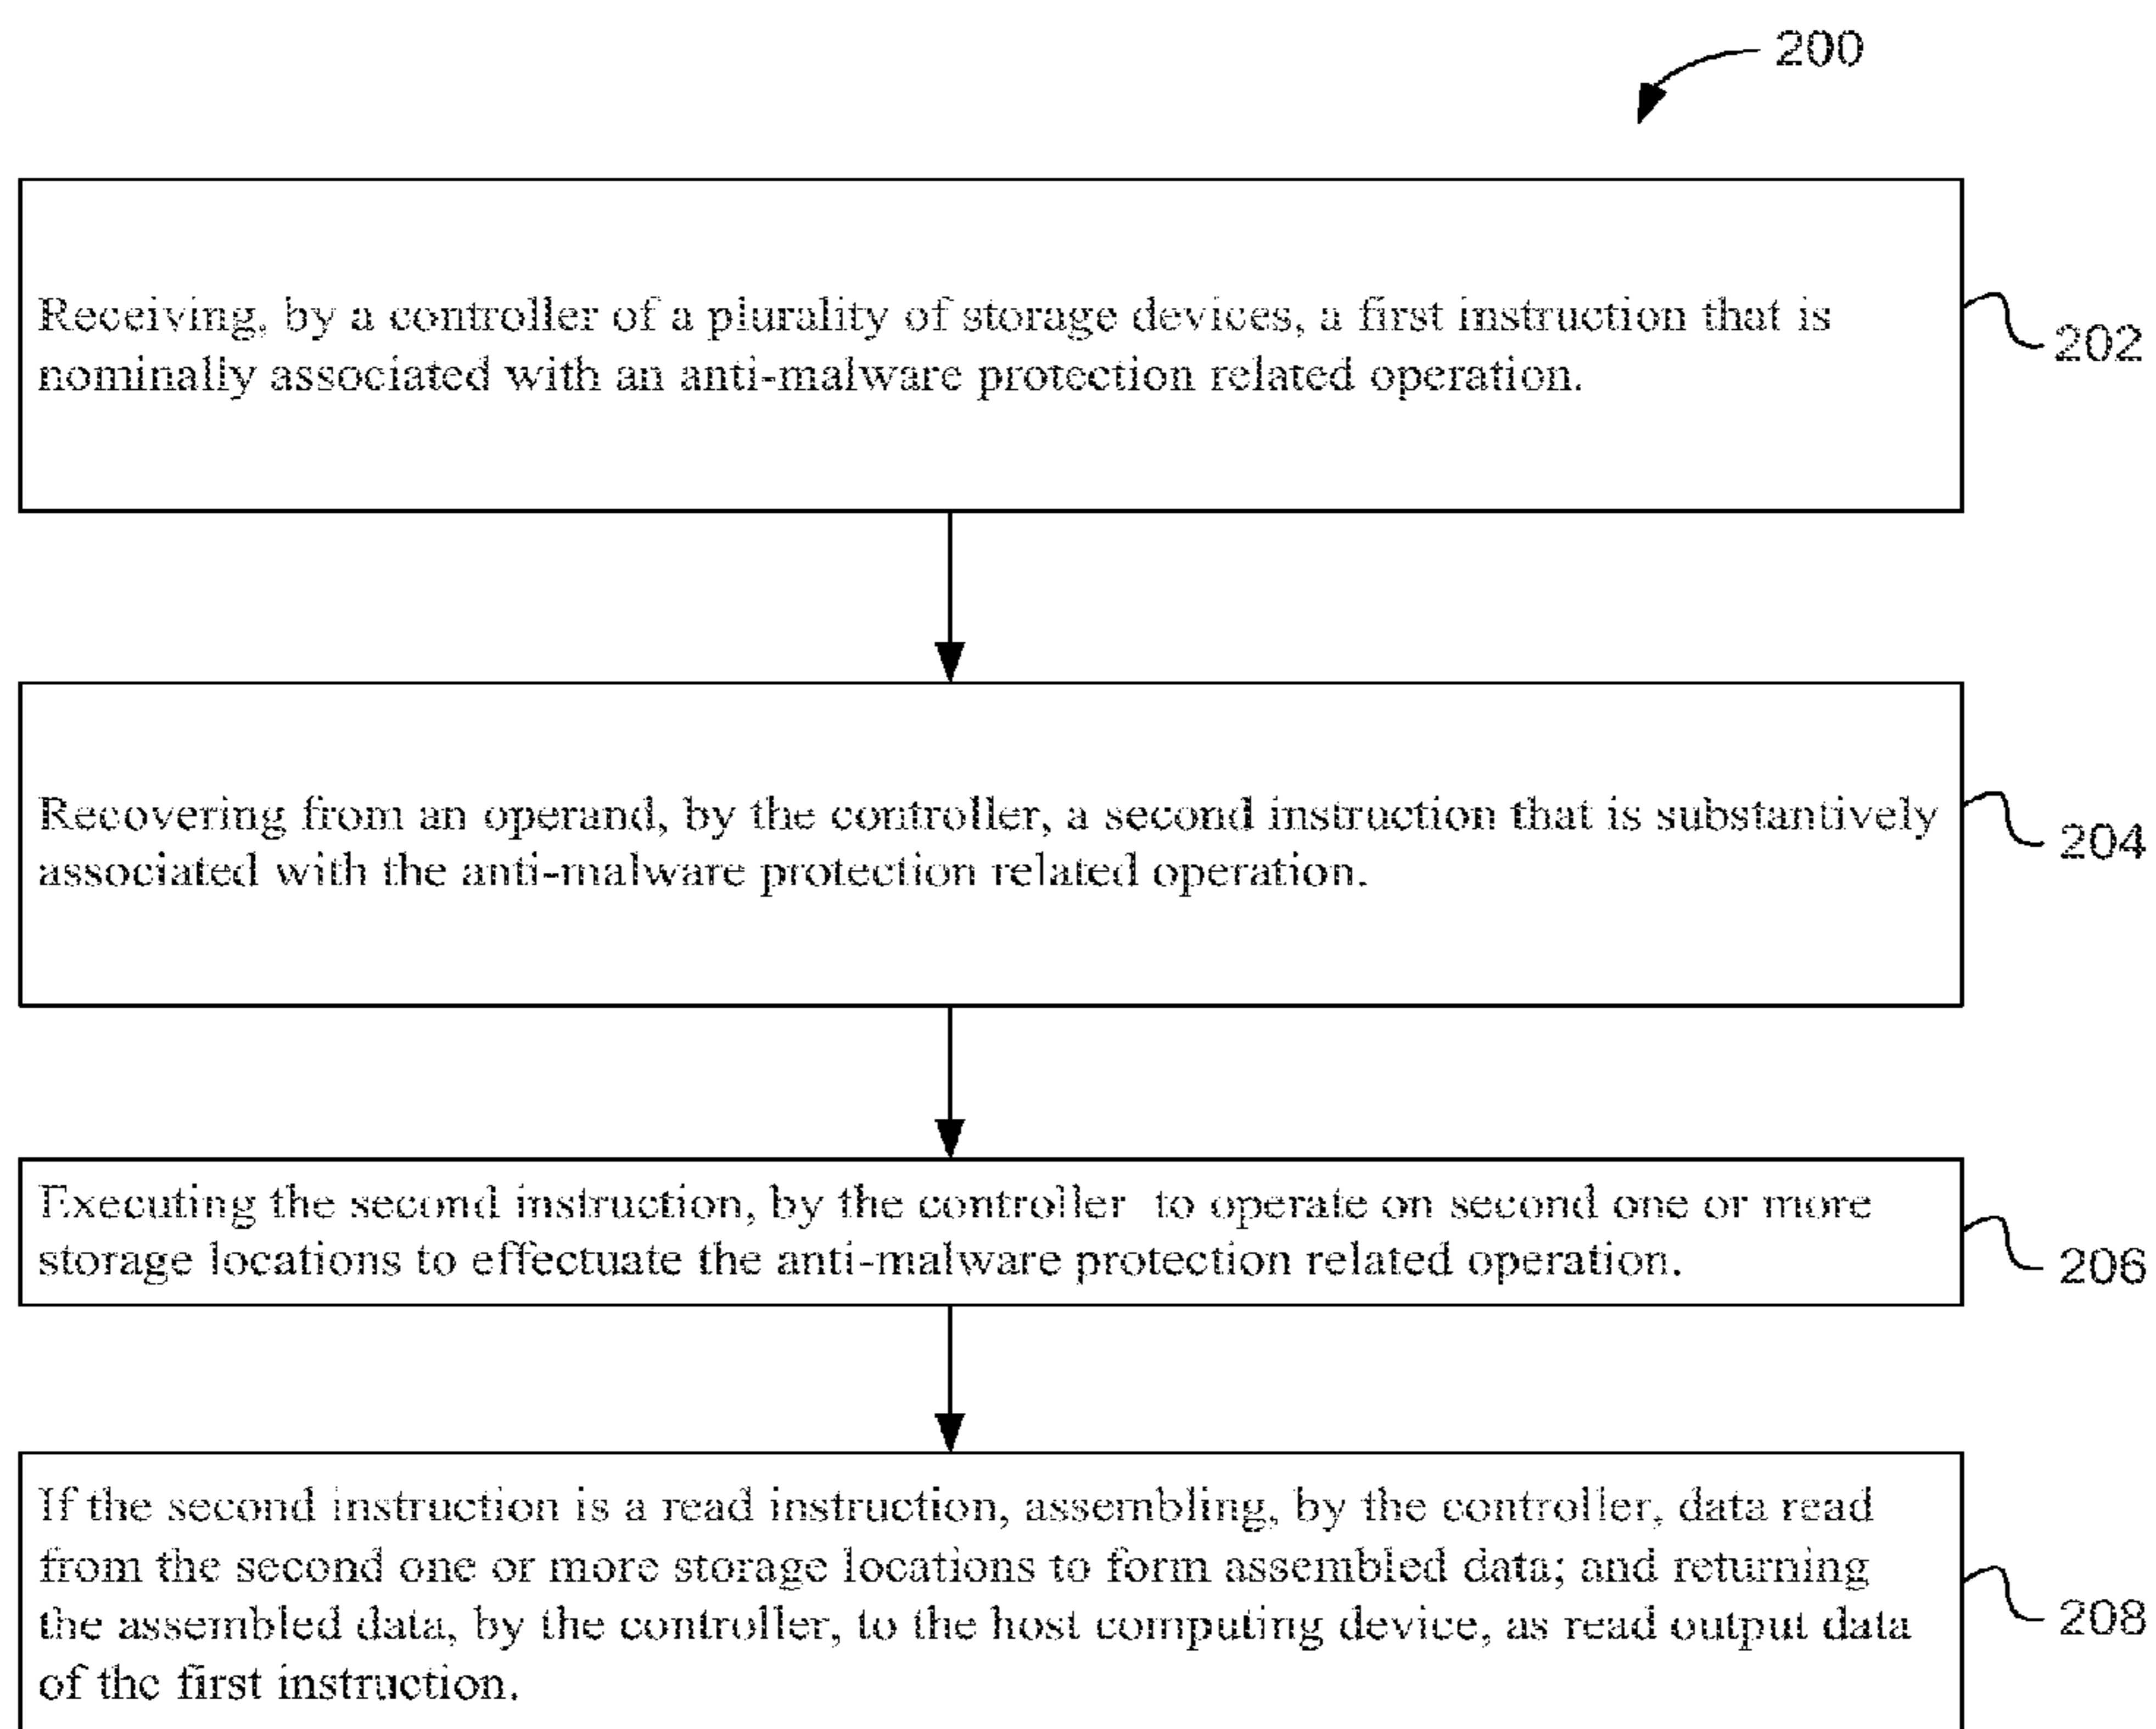 200
Receiving, by a controller of a plurality of storage devices, a first instruction that is
nominally associated with an anti-malware protection related operation.
202
Recovering from an operand, by the controller, a second instruction that is substantively
associated with the anti-malware protection related operation.
204
Executing the second instruction, by the controller to operate on second one or more
storage locations to effectuate the anti-malware protection related operation.
206
If the second instruction is a read instruction, assembling, by the controller, data read
from the second one or more storage locations to form assembled data; and returning
the assembled data, by the controller, to the host computing device, as read output data
of the first instruction.
208